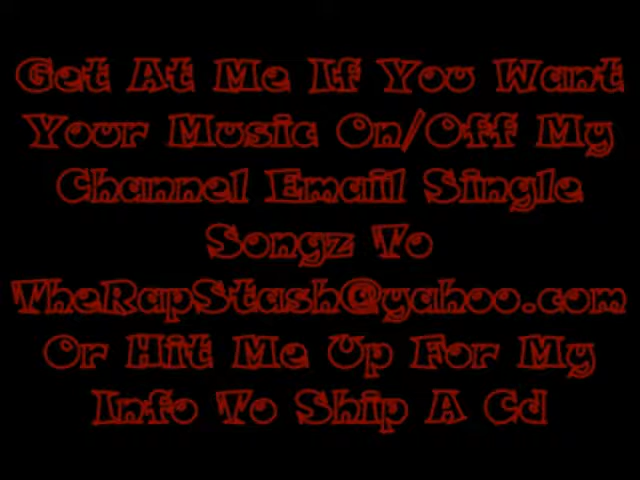 Get At Me If You Want
Your Music On/Off My
Channel Email Single
Songz To
TheRapStash@yahoo.com
Or Hit Me Up For My
Info To Ship A Cd